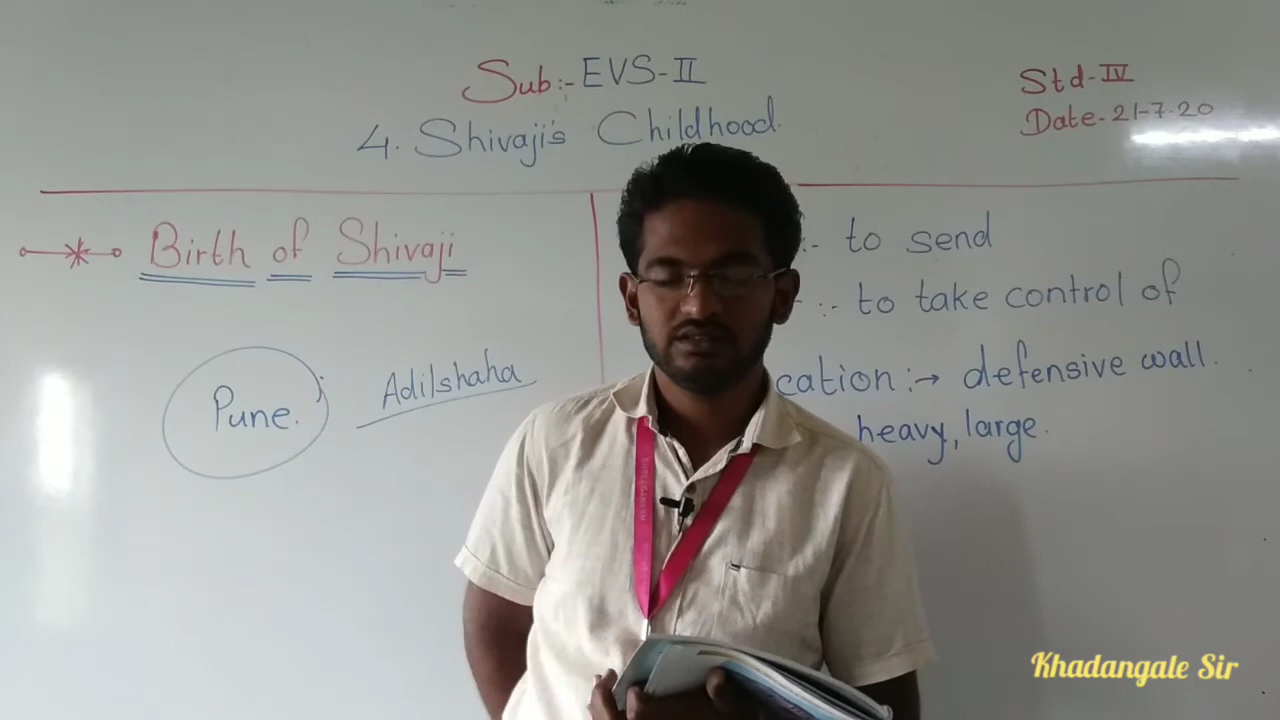 Sub:- EVS-II
Std-IV
Date-21-7-20
4. Shivaji's Childhood.
Birth of Shivaji
Pune.
Adilshaha
:- to send
:- to take control of
cation:→ defensive wall.
heavy, large.
Khadangale Sir